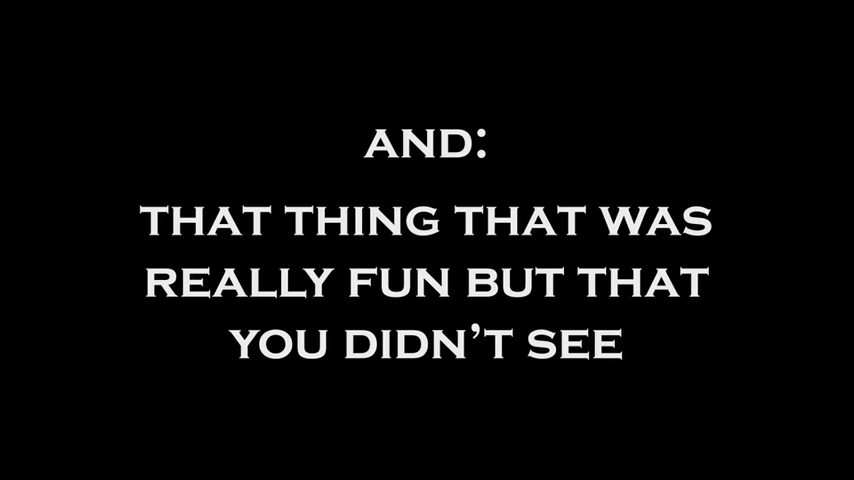 AND:
THAT THING THAT WAS
REALLY FUN BUT THAT
YOU DIDN'T SEE